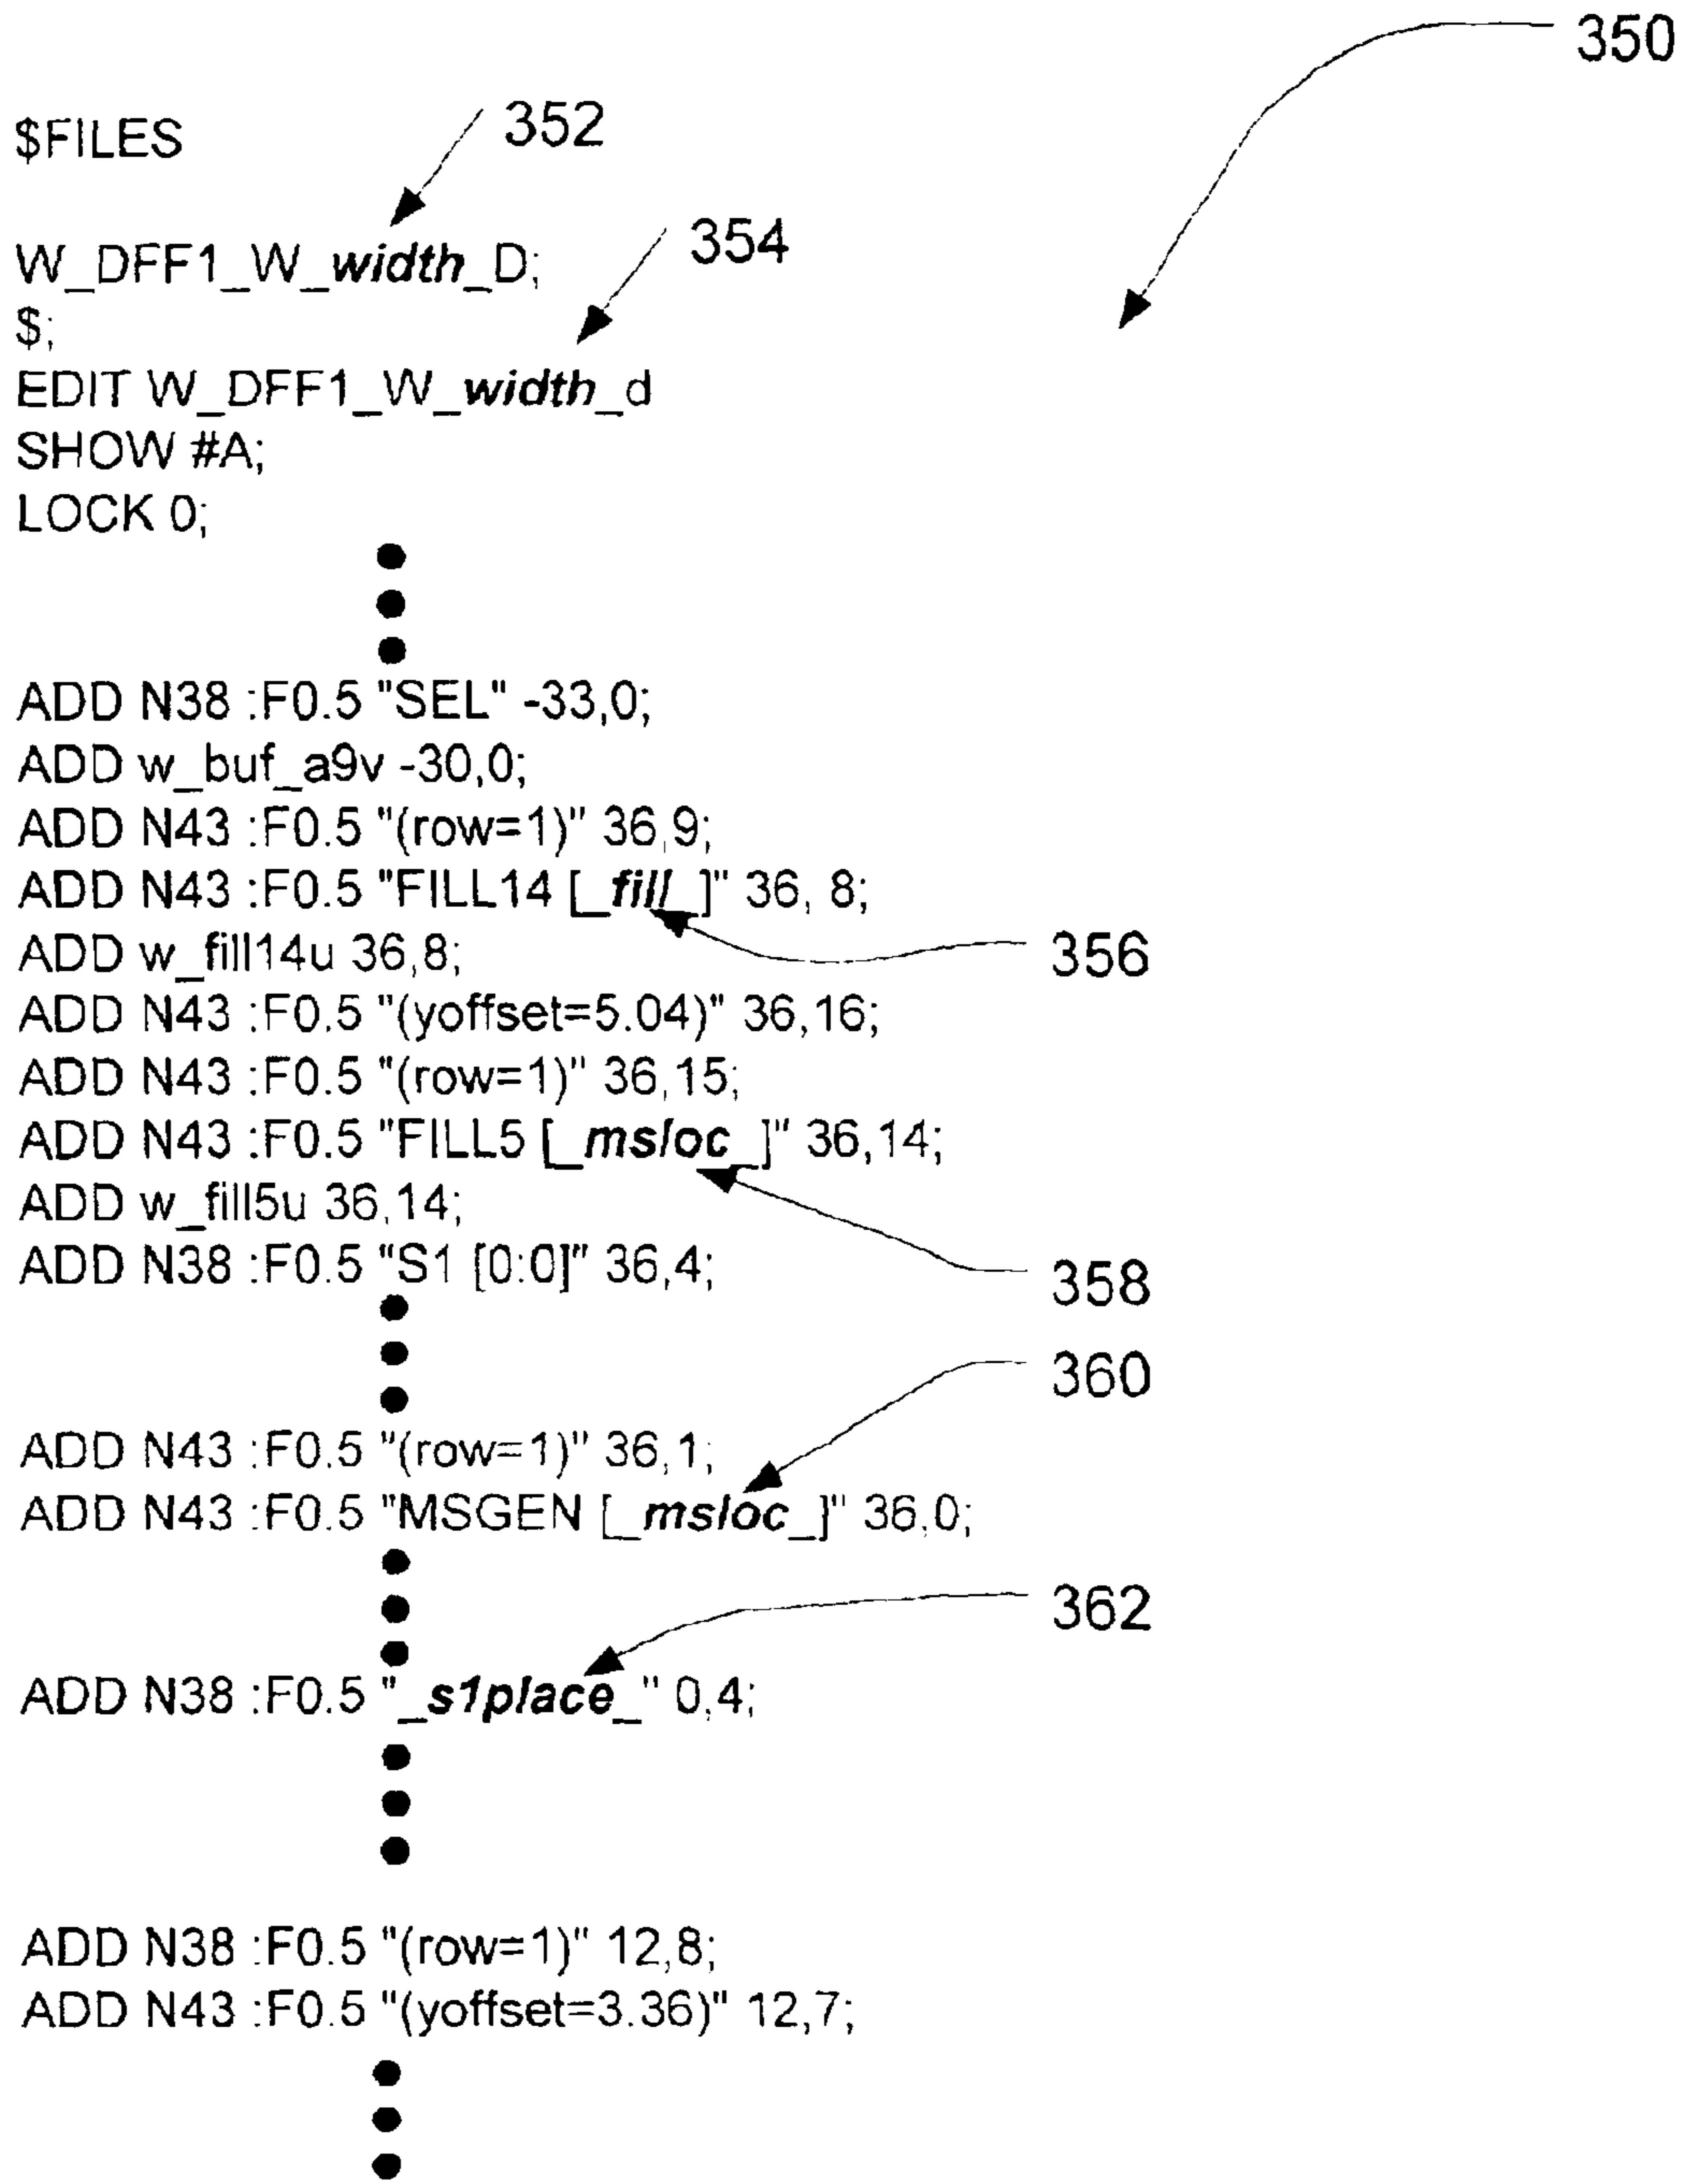 350
$FILES
352
W_DFF1_W_width_D;
354
$;
EDIT W_DFF1_W_width_d
SHOW #A;
LOCK 0;
ADD N38 :F0.5 "SEL" -33,0;
ADD w_buf_a9v -30,0;
ADD N43 :F0.5 "(row=1)" 36,9;
ADD N43 :F0.5 "FILL14 [_fill_]" 36, 8;
ADD w_fill14u 36,8;
356
ADD N43 :F0.5 "(yoffset=5.04)" 36,16;
ADD N43 :F0.5 "(row=1)" 36,15;
ADD N43 :F0.5 "FILL5 [_msloc_]" 36,14;
ADD w_fill5u 36,14;
ADD N38 :F0.5 "S1 [0:0]" 36,4;
358
360
ADD N43 :F0.5 "(row=1)" 36,1;
ADD N43 :F0.5 "MSGEN [_msloc_]" 36,0;
362
ADD N38 :F0.5 "_s1place_" 0,4;
ADD N38 :F0.5 "(row=1)" 12,8;
ADD N43 :F0.5 "(yoffset=3.36)" 12,7;